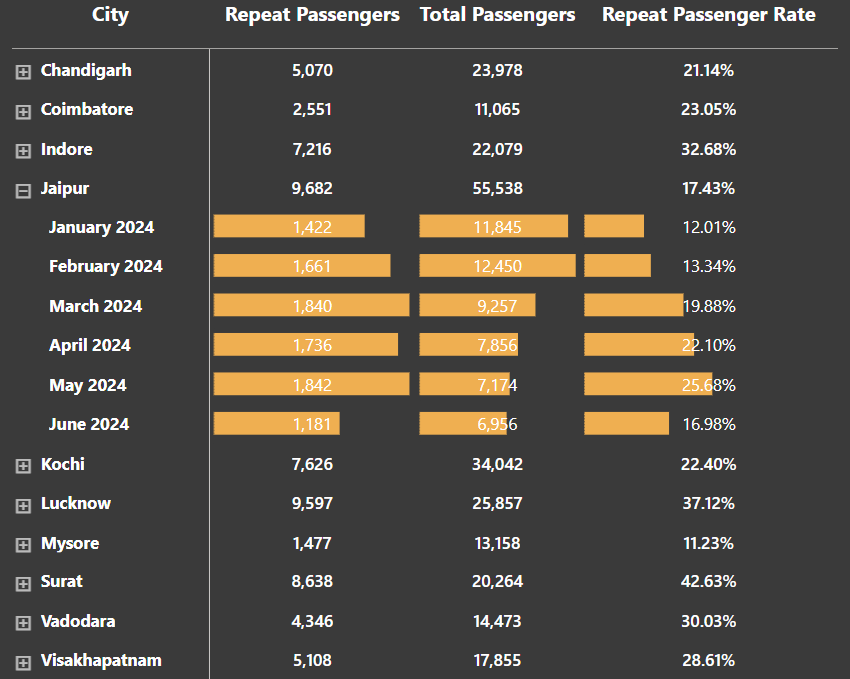 City Repeat Passengers Total Passengers Repeat Passenger Rate
Chandigarh 5,070 23,978 21.14%
Coimbatore 2,551 11,065 23.05%
Indore 7,216 22,079 32.68%
Jaipur 9,682 55,538 17.43%
January 2024 1,422 11,845 12.01%
February 2024 1,661 12,450 13.34%
March 2024 1,840 9,257 19.88%
April 2024 1,736 7,856 22.10%
May 2024 1,842 7,174 25.68%
June 2024 1,181 6,956 16.98%
Kochi 7,626 34,042 22.40%
Lucknow 9,597 25,857 37.12%
Mysore 1,477 13,158 11.23%
Surat 8,638 20,264 42.63%
Vadodara 4,346 14,473 30.03%
Visakhapatnam 5,108 17,855 28.61%